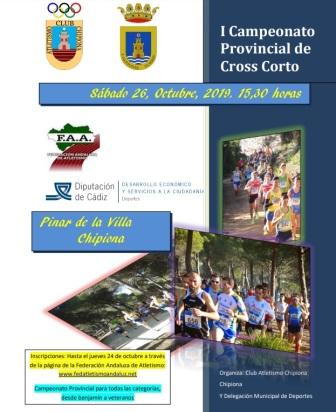 CLUB
ATLETISMO
CHIPIONA
I Campeonato
Provincial de
Cross Corto
Sábado 26, Octubre, 2019. 15,30 horas
F.A.A.
FEDERACIÓN ANDALUZA
DE ATLETISMO
Diputación
de Cádiz
DESARROLLO ECONÓMICO
Y SERVICIOS A LA CIUDADANÍA
Deportes
Pinar de la Villa
Chipiona
Inscripciones: Hasta el jueves 24 de octubre a través
de la página de la Federación Andaluza de Atletismo:
www.fedatletismoandaluz.net
Campeonato Provincial para todas las categorías,
desde benjamín a veteranos
Organiza: Club Atletismo Chipiona
Chipiona
Y Delegación Municipal de Deportes